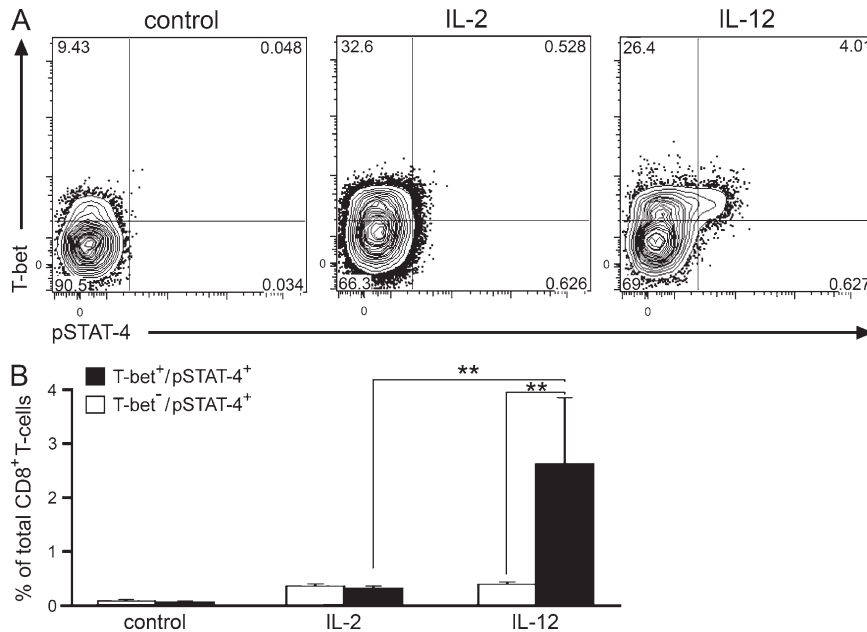 A
control
IL-2
IL-12
9.43
0.048
32.6
0.528
26.4
4.01
T-bet
0
0
0
90.5
0.034
66.3
0.626
69
0.627
0
0
0
pSTAT-4
B
T-bet⁺/pSTAT-4⁺
T-bet⁻/pSTAT-4⁺
**
**
% of total CD8⁺ T-cells
4
3
2
1
0
control
IL-2
IL-12